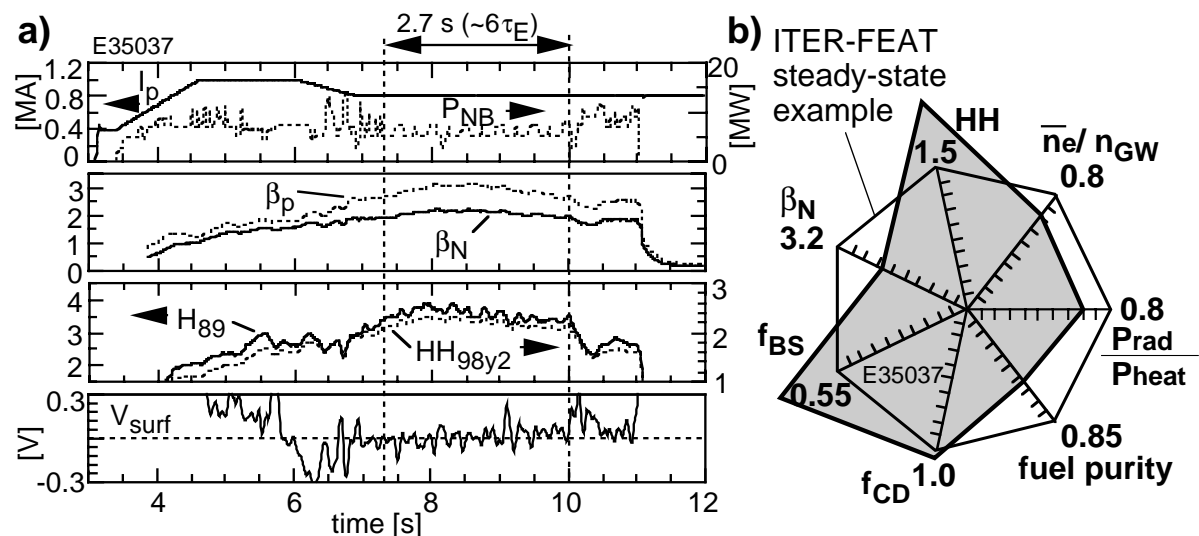 a)
E35037
2.7 s (~6τE)
1.2
0.8
0.4
0
[MA]
Ip
PNB
20
10
0
[MW]
3
2
1
0
βp
βN
4
3
2
H89
HH98y2
3
2
1
0.3
-0.3
[V]
Vsurf
4
6
8
10
12
time [s]
b)
ITER-FEAT
steady-state
example
HH
1.5
n̅e/ nGW
0.8
βN
3.2
0.8
Prad
Pheat
fBS
E35037
0.55
0.85
fuel purity
fCD
1.0